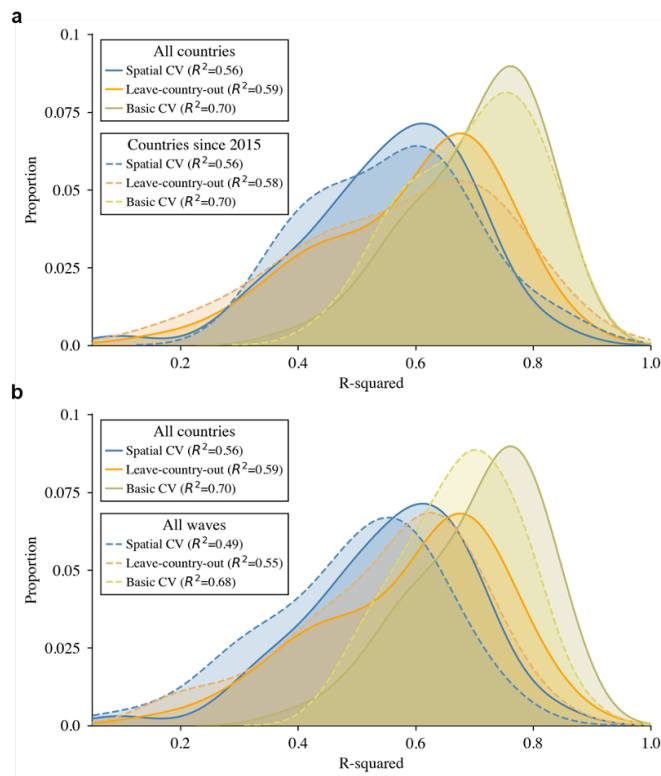 a
0.1
0.075
0.05
0.025
0.0
Proportion
All countries
Spatial CV (R²=0.56)
Leave-country-out (R²=0.59)
Basic CV (R²=0.70)
Countries since 2015
Spatial CV (R²=0.56)
Leave-country-out (R²=0.58)
Basic CV (R²=0.70)
0.2 0.4 0.6 0.8 1.0
R-squared
b
0.1
0.075
0.05
0.025
0.0
Proportion
All countries
Spatial CV (R²=0.56)
Leave-country-out (R²=0.59)
Basic CV (R²=0.70)
All waves
Spatial CV (R²=0.49)
Leave-country-out (R²=0.55)
Basic CV (R²=0.68)
0.2 0.4 0.6 0.8 1.0
R-squared